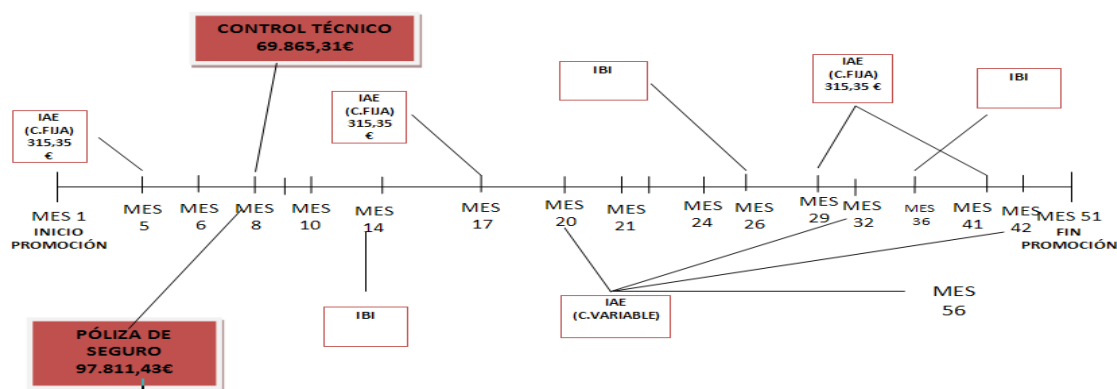 CONTROL TÉCNICO
69.865,31€
IAE
(C.FIJA)
315,35
€
IAE
(C.FIJA)
315,35
€
IBI
IAE
(C.FIJA)
315,35 €
IBI
MES 1
INICIO
PROMOCIÓN
MES
5
MES
6
MES
8
MES
10
MES
14
MES
17
MES
20
MES
21
MES
24
MES
26
MES
29
MES
32
MES
36
MES
41
MES
42
MES 51
FIN
PROMOCIÓN
PÓLIZA DE
SEGURO
97.811,43€
IBI
IAE
(C.VARIABLE)
MES
56